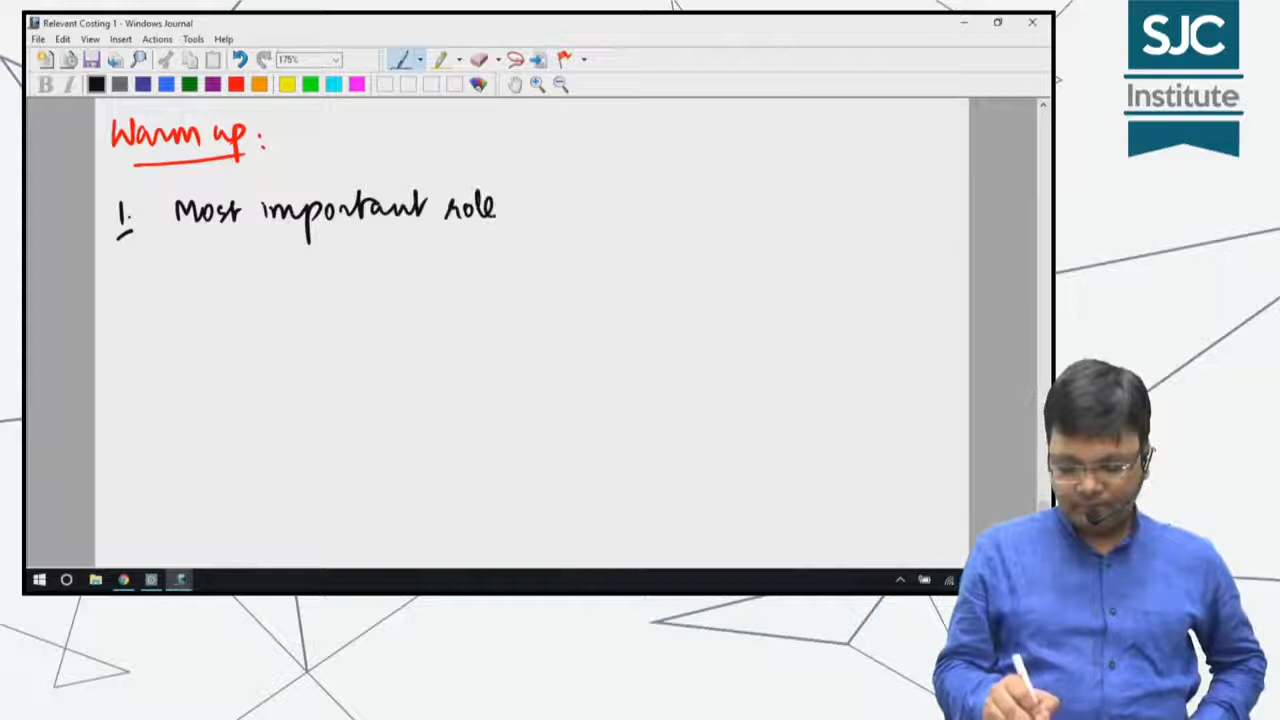 Relevant Costing 1 - Windows Journal
File Edit View Insert Actions Tools Help
175%
B I
Warm up:
1. Most important role
SJC
Institute